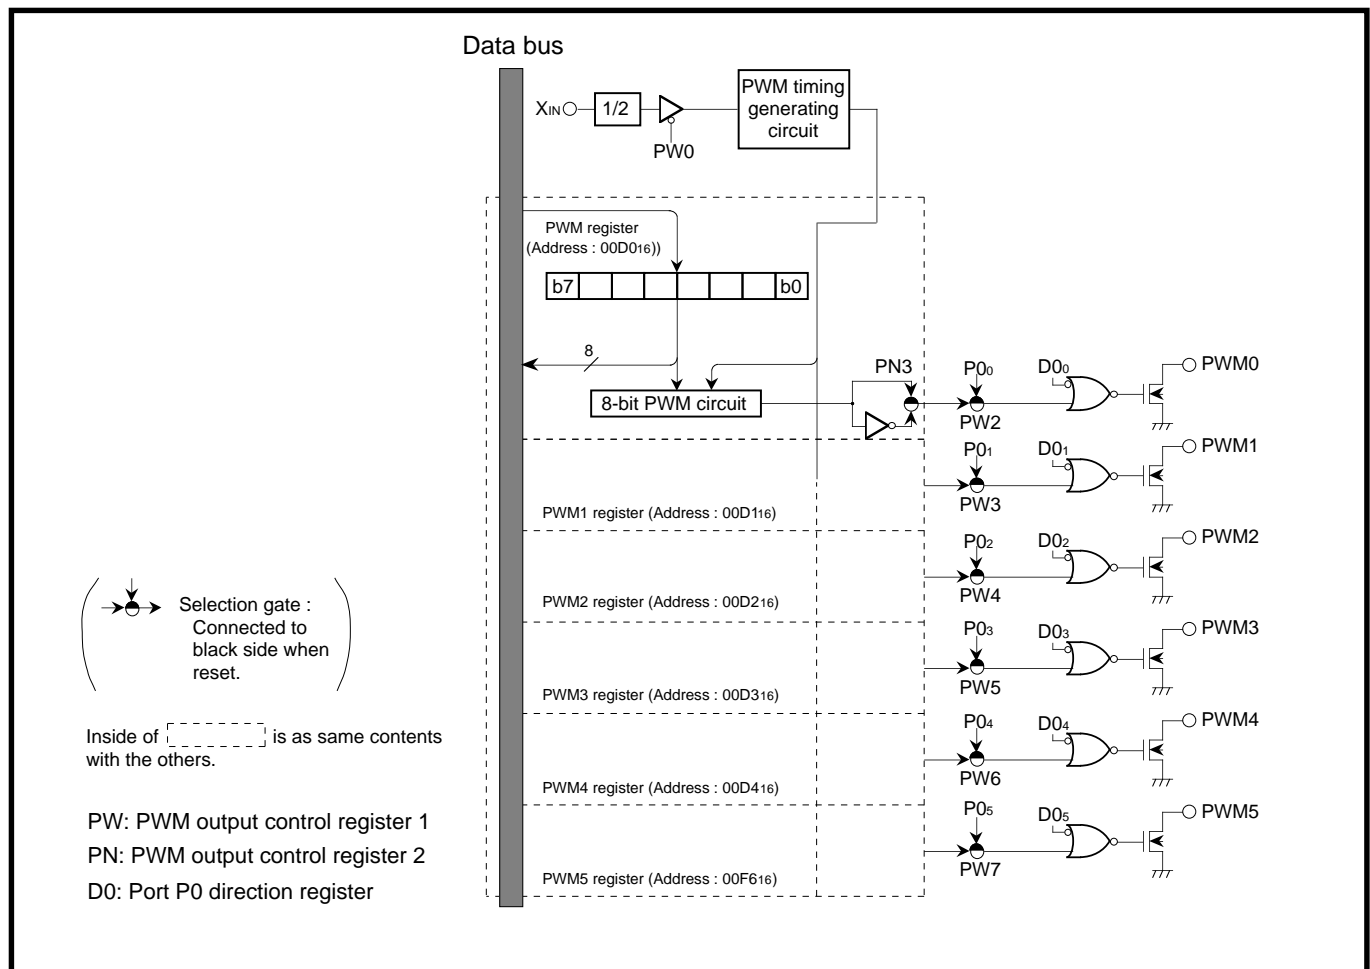 Data bus
XIN
1/2
PW0
PWM timing
generating
circuit
PWM register
(Address : 00D016))
b7
b0
8
8-bit PWM circuit
PN3
P00
PW2
D00
PWM0
P01
PW3
D01
PWM1
PWM1 register (Address : 00D116)
P02
PW4
D02
PWM2
PWM2 register (Address : 00D216)
P03
PW5
D03
PWM3
PWM3 register (Address : 00D316)
P04
PW6
D04
PWM4
PWM4 register (Address : 00D416)
P05
PW7
D05
PWM5
PWM5 register (Address : 00F616)
Selection gate :
Connected to
black side when
reset.
Inside of is as same contents
with the others.
PW: PWM output control register 1
PN: PWM output control register 2
D0: Port P0 direction register